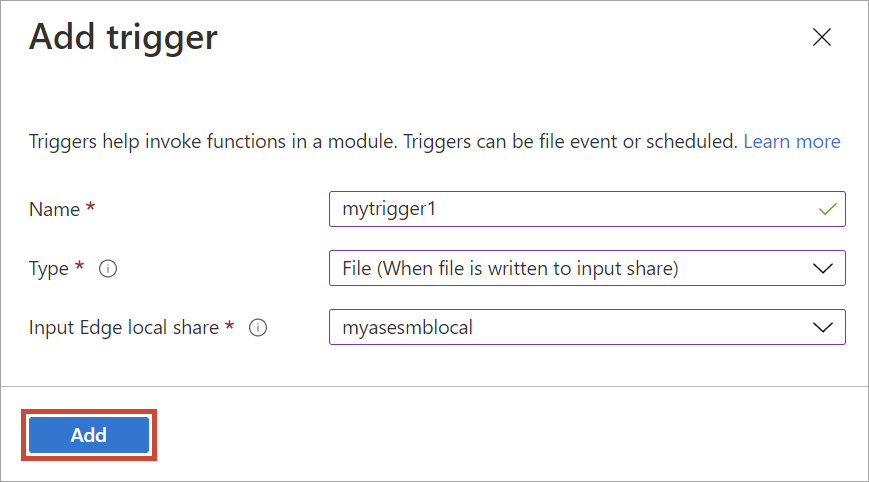 Add trigger
Triggers help invoke functions in a module. Triggers can be file event or scheduled. Learn more
Name * mytrigger1
Type * File (When file is written to input share)
Input Edge local share * myasesmblocal
Add